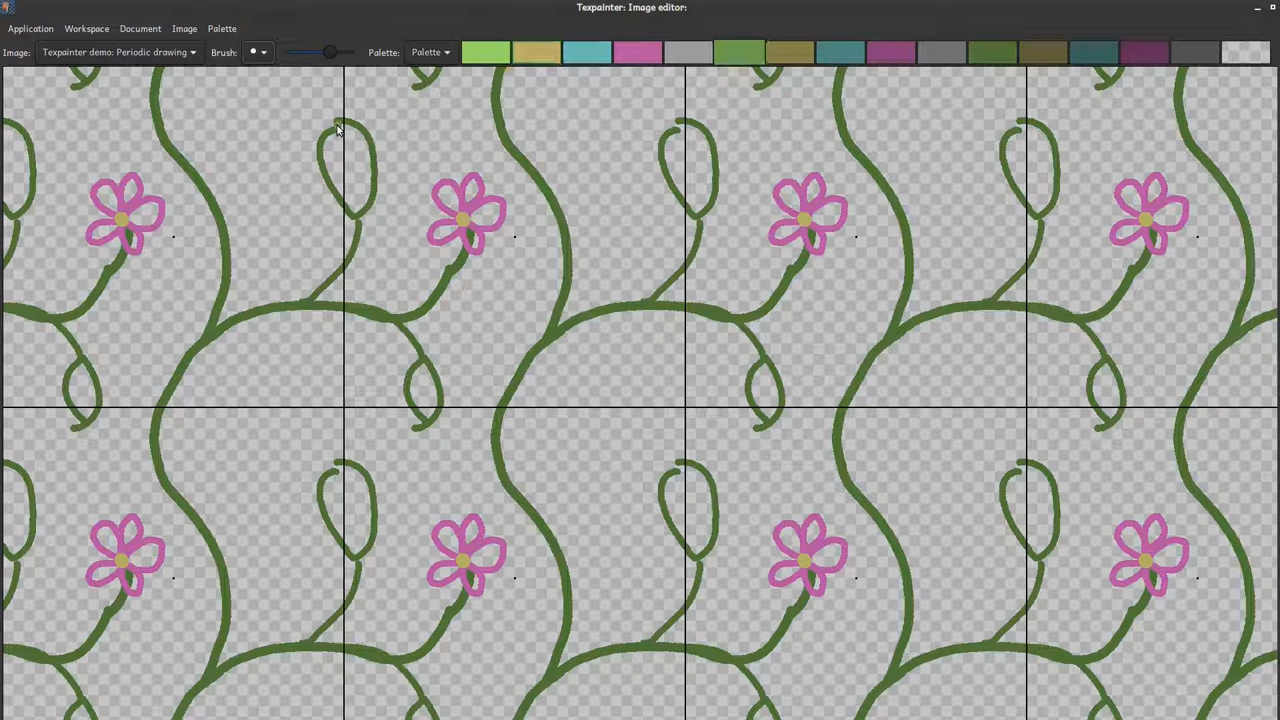 Texpainter: Image editor:
Application Workspace Document Image Palette
Image: Texpainter demo: Periodic drawing Brush: Palette: Palette